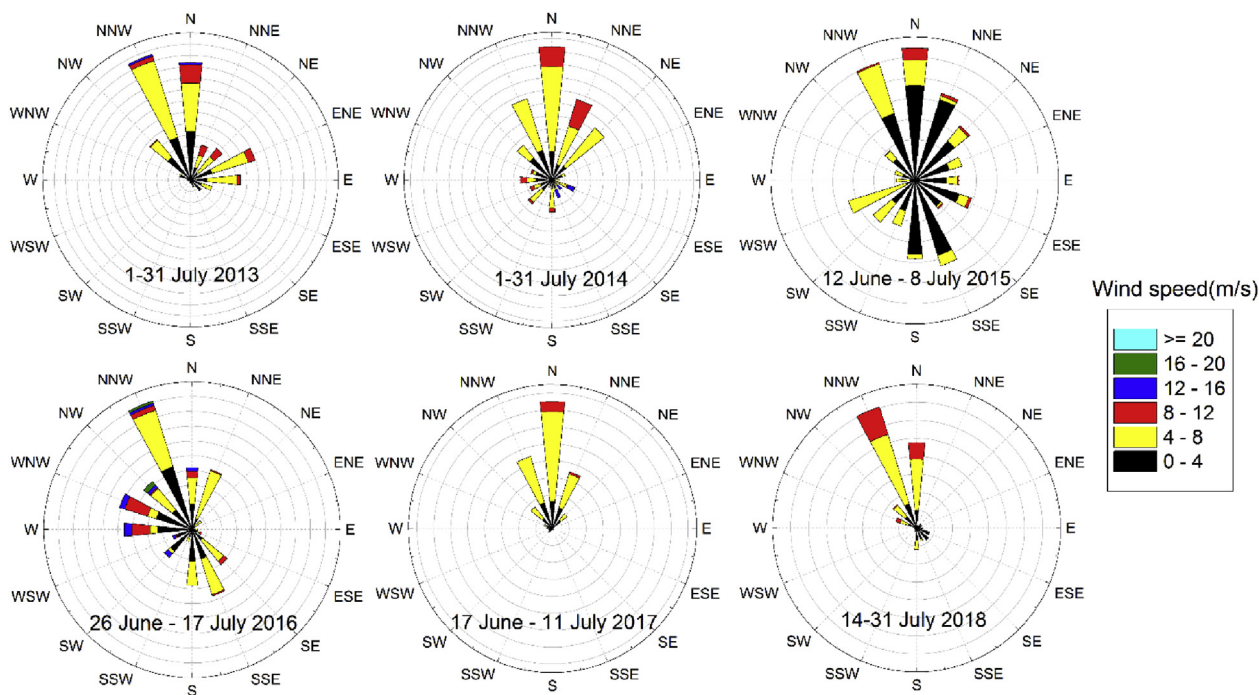 N
NNW
NNE
NW
NE
WNW
ENE
W
E
WSW
ESE
SW
SE
SSW
SSE
S
1-31 July 2013
N
NNW
NNE
NW
NE
WNW
ENE
W
E
WSW
ESE
SW
SE
SSW
SSE
S
1-31 July 2014
N
NNW
NNE
NW
NE
WNW
ENE
W
E
WSW
ESE
SW
SE
SSW
SSE
S
12 June - 8 July 2015
Wind speed(m/s)
>= 20
16 - 20
12 - 16
8 - 12
4 - 8
0 - 4
N
NNW
NNE
NW
NE
WNW
ENE
W
E
WSW
ESE
SW
SE
SSW
SSE
S
26 June - 17 July 2016
N
NNW
NNE
NW
NE
WNW
ENE
W
E
WSW
ESE
SW
SE
SSW
SSE
S
17 June - 11 July 2017
N
NNW
NNE
NW
NE
WNW
ENE
W
E
WSW
ESE
SW
SE
SSW
SSE
S
14-31 July 2018